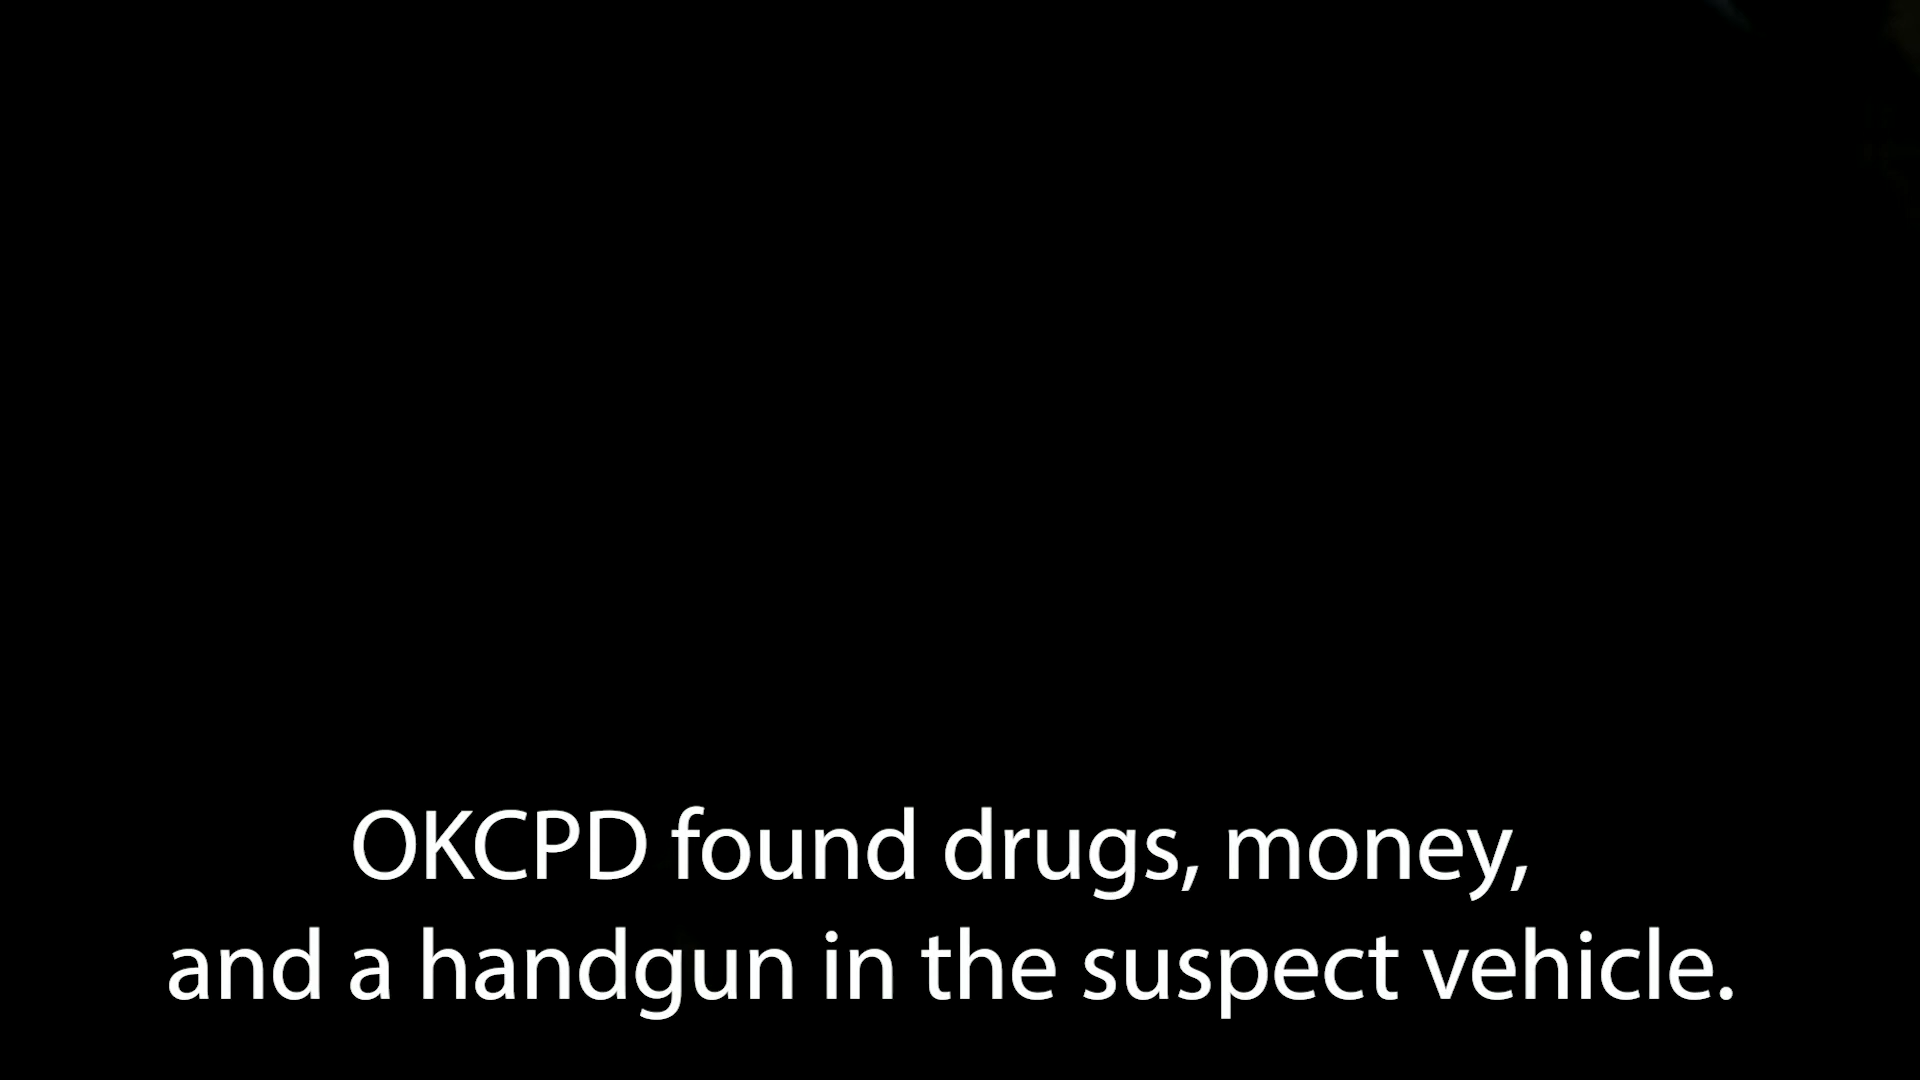 OKCPD found drugs, money,
and a handgun in the suspect vehicle.